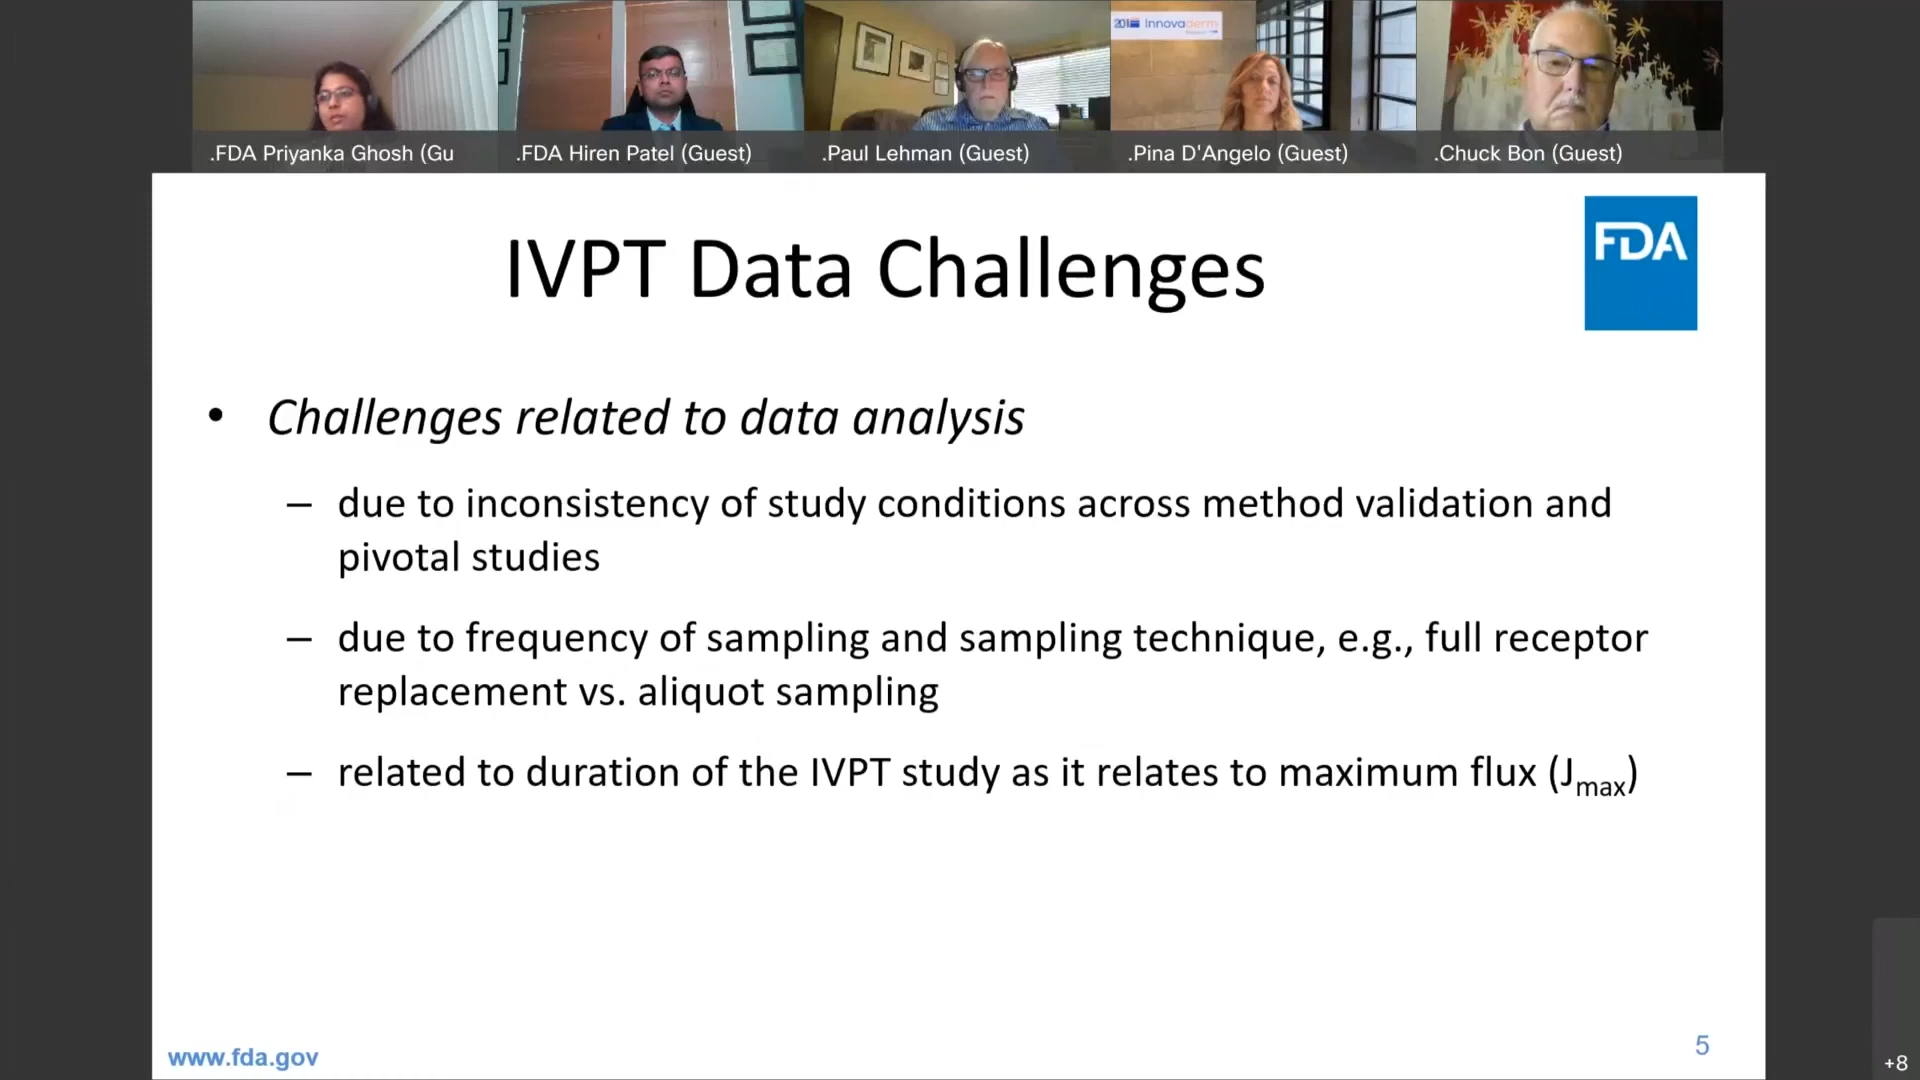 Innovaderm
.FDA Priyanka Ghosh (Gu
.FDA Hiren Patel (Guest)
.Paul Lehman (Guest)
.Pina D'Angelo (Guest)
.Chuck Bon (Guest)
IVPT Data Challenges
FDA
• Challenges related to data analysis
– due to inconsistency of study conditions across method validation and
pivotal studies
– due to frequency of sampling and sampling technique, e.g., full receptor
replacement vs. aliquot sampling
– related to duration of the IVPT study as it relates to maximum flux (Jmax)
www.fda.gov
5
+8